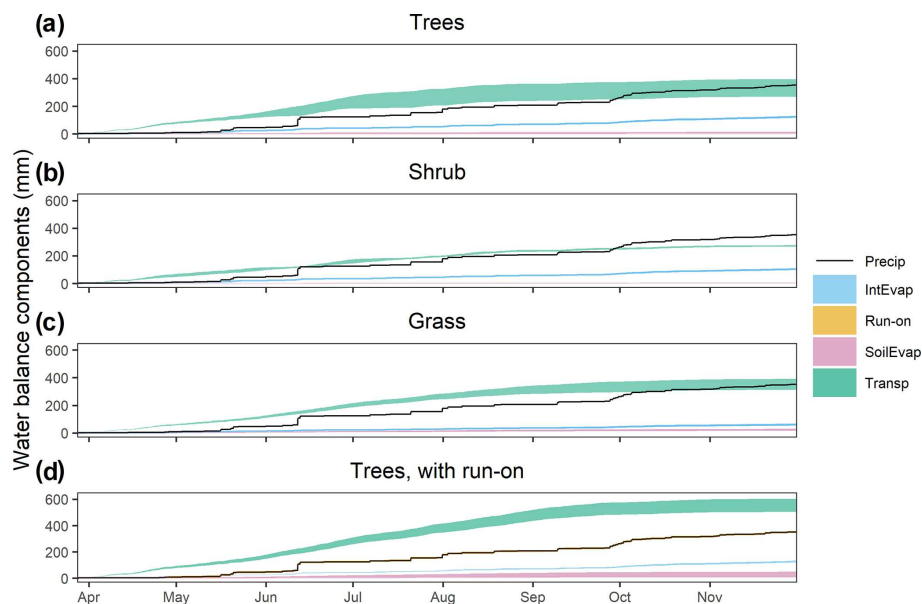 (a)
Trees
600
400
200
0
(b)
Shrub
600
400
200
0
(c)
Grass
600
400
200
0
(d)
Trees, with run-on
600
400
200
0
Apr May Jun Jul Aug Sep Oct Nov
Water balance components (mm)
Precip
IntEvap
Run-on
SoilEvap
Transp